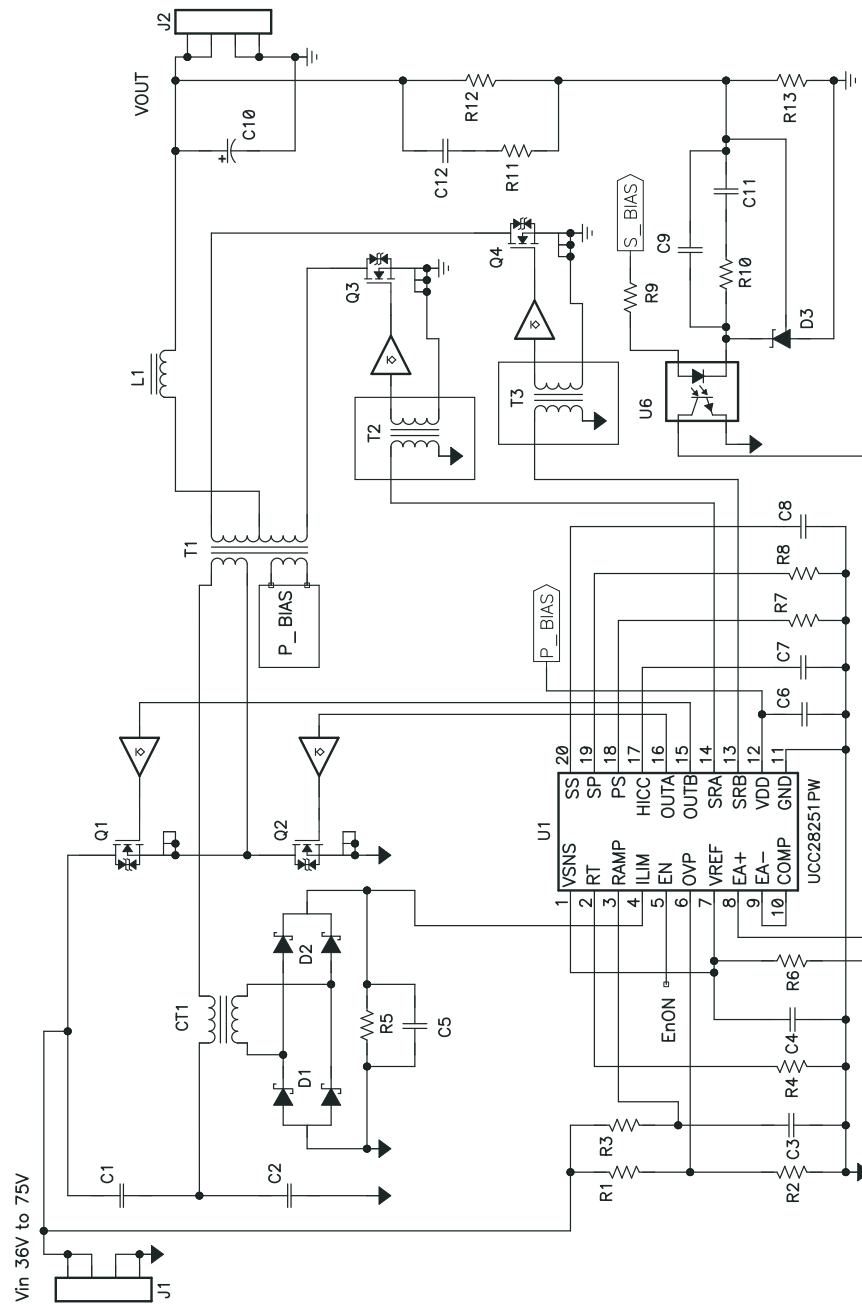 Vin 36V to 75V
J1
C1
C2
CT1
D1
D2
R5
C5
Q1
Q2
P_BIAS
T1
L1
VOUT
J2
C10
C12
R11
R12
Q3
Q4
T2
T3
S_BIAS
R9
U6
C9
R10
C11
D3
R13
R1
R2
R3
C3
R4
C4
R6
EnON
U1
UCC28251PW
1 VSNS
2 RT
3 RAMP
4 ILIM
5 EN
6 OVP
7 VREF
8 EA+
9 EA-
10 COMP
SS 20
SP 19
PS 18
HICC 17
OUTA 16
OUTB 15
SRA 14
SRB 13
VDD 12
GND 11
P_BIAS
C6
C7
R7
R8
C8